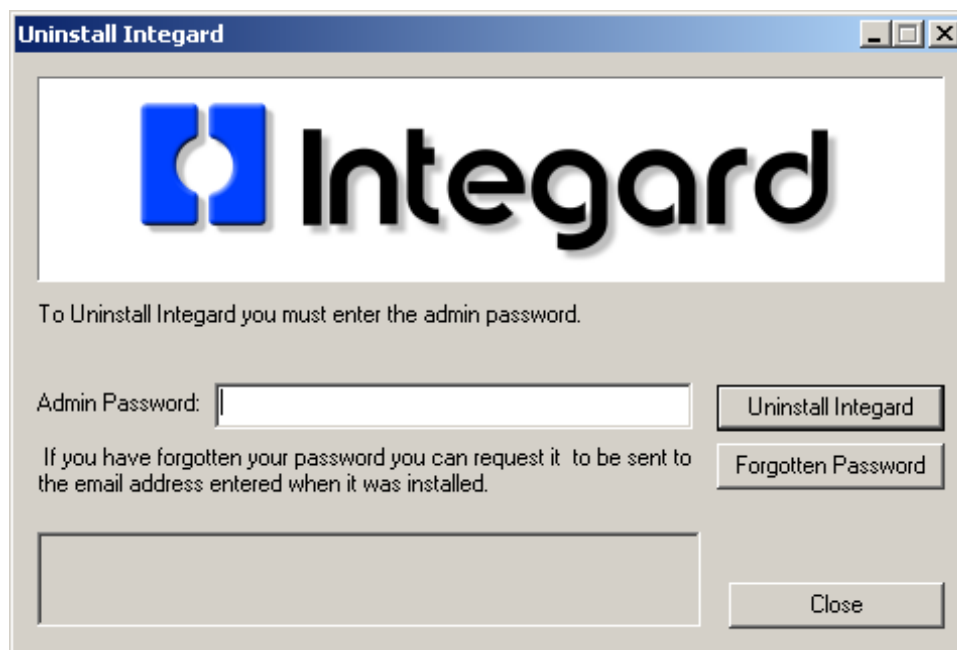 Uninstall Integard
Integard
To Uninstall Integard you must enter the admin password.
Admin Password:
Uninstall Integard
If you have forgotten your password you can request it  to be sent to
the email address entered when it was installed.
Forgotten Password
Close